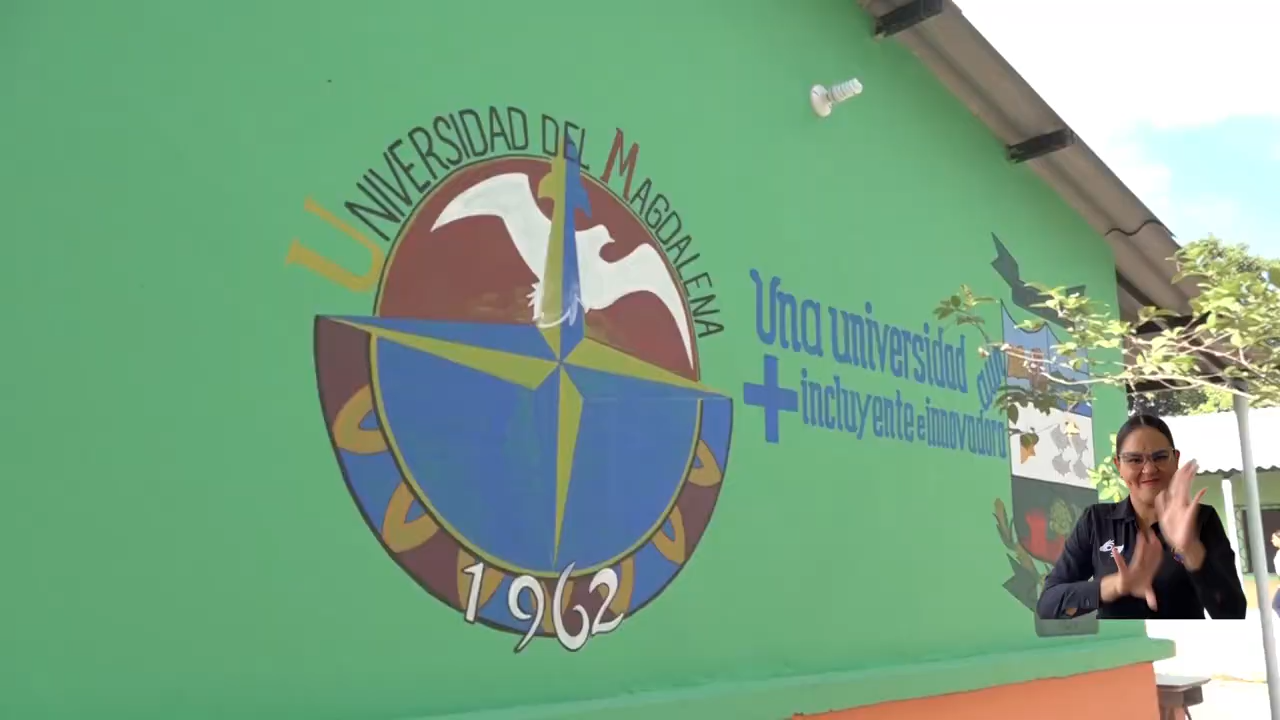 UNIVERSIDAD DEL MAGDALENA
1962
Una universidad
+ incluyente e innovadora